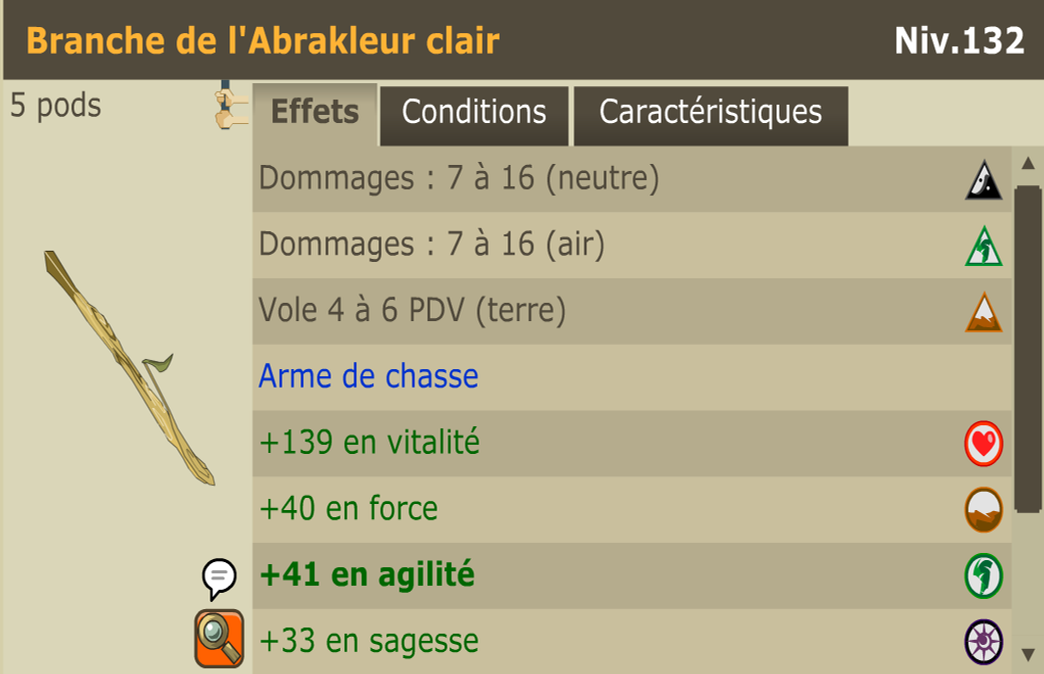 Branche de l'Abrakleur clair
Niv.132
5 pods
Effets
Conditions
Caractéristiques
Dommages : 7 à 16 (neutre)
Dommages : 7 à 16 (air)
Vole 4 à 6 PDV (terre)
Arme de chasse
+139 en vitalité
+40 en force
+41 en agilité
+33 en sagesse